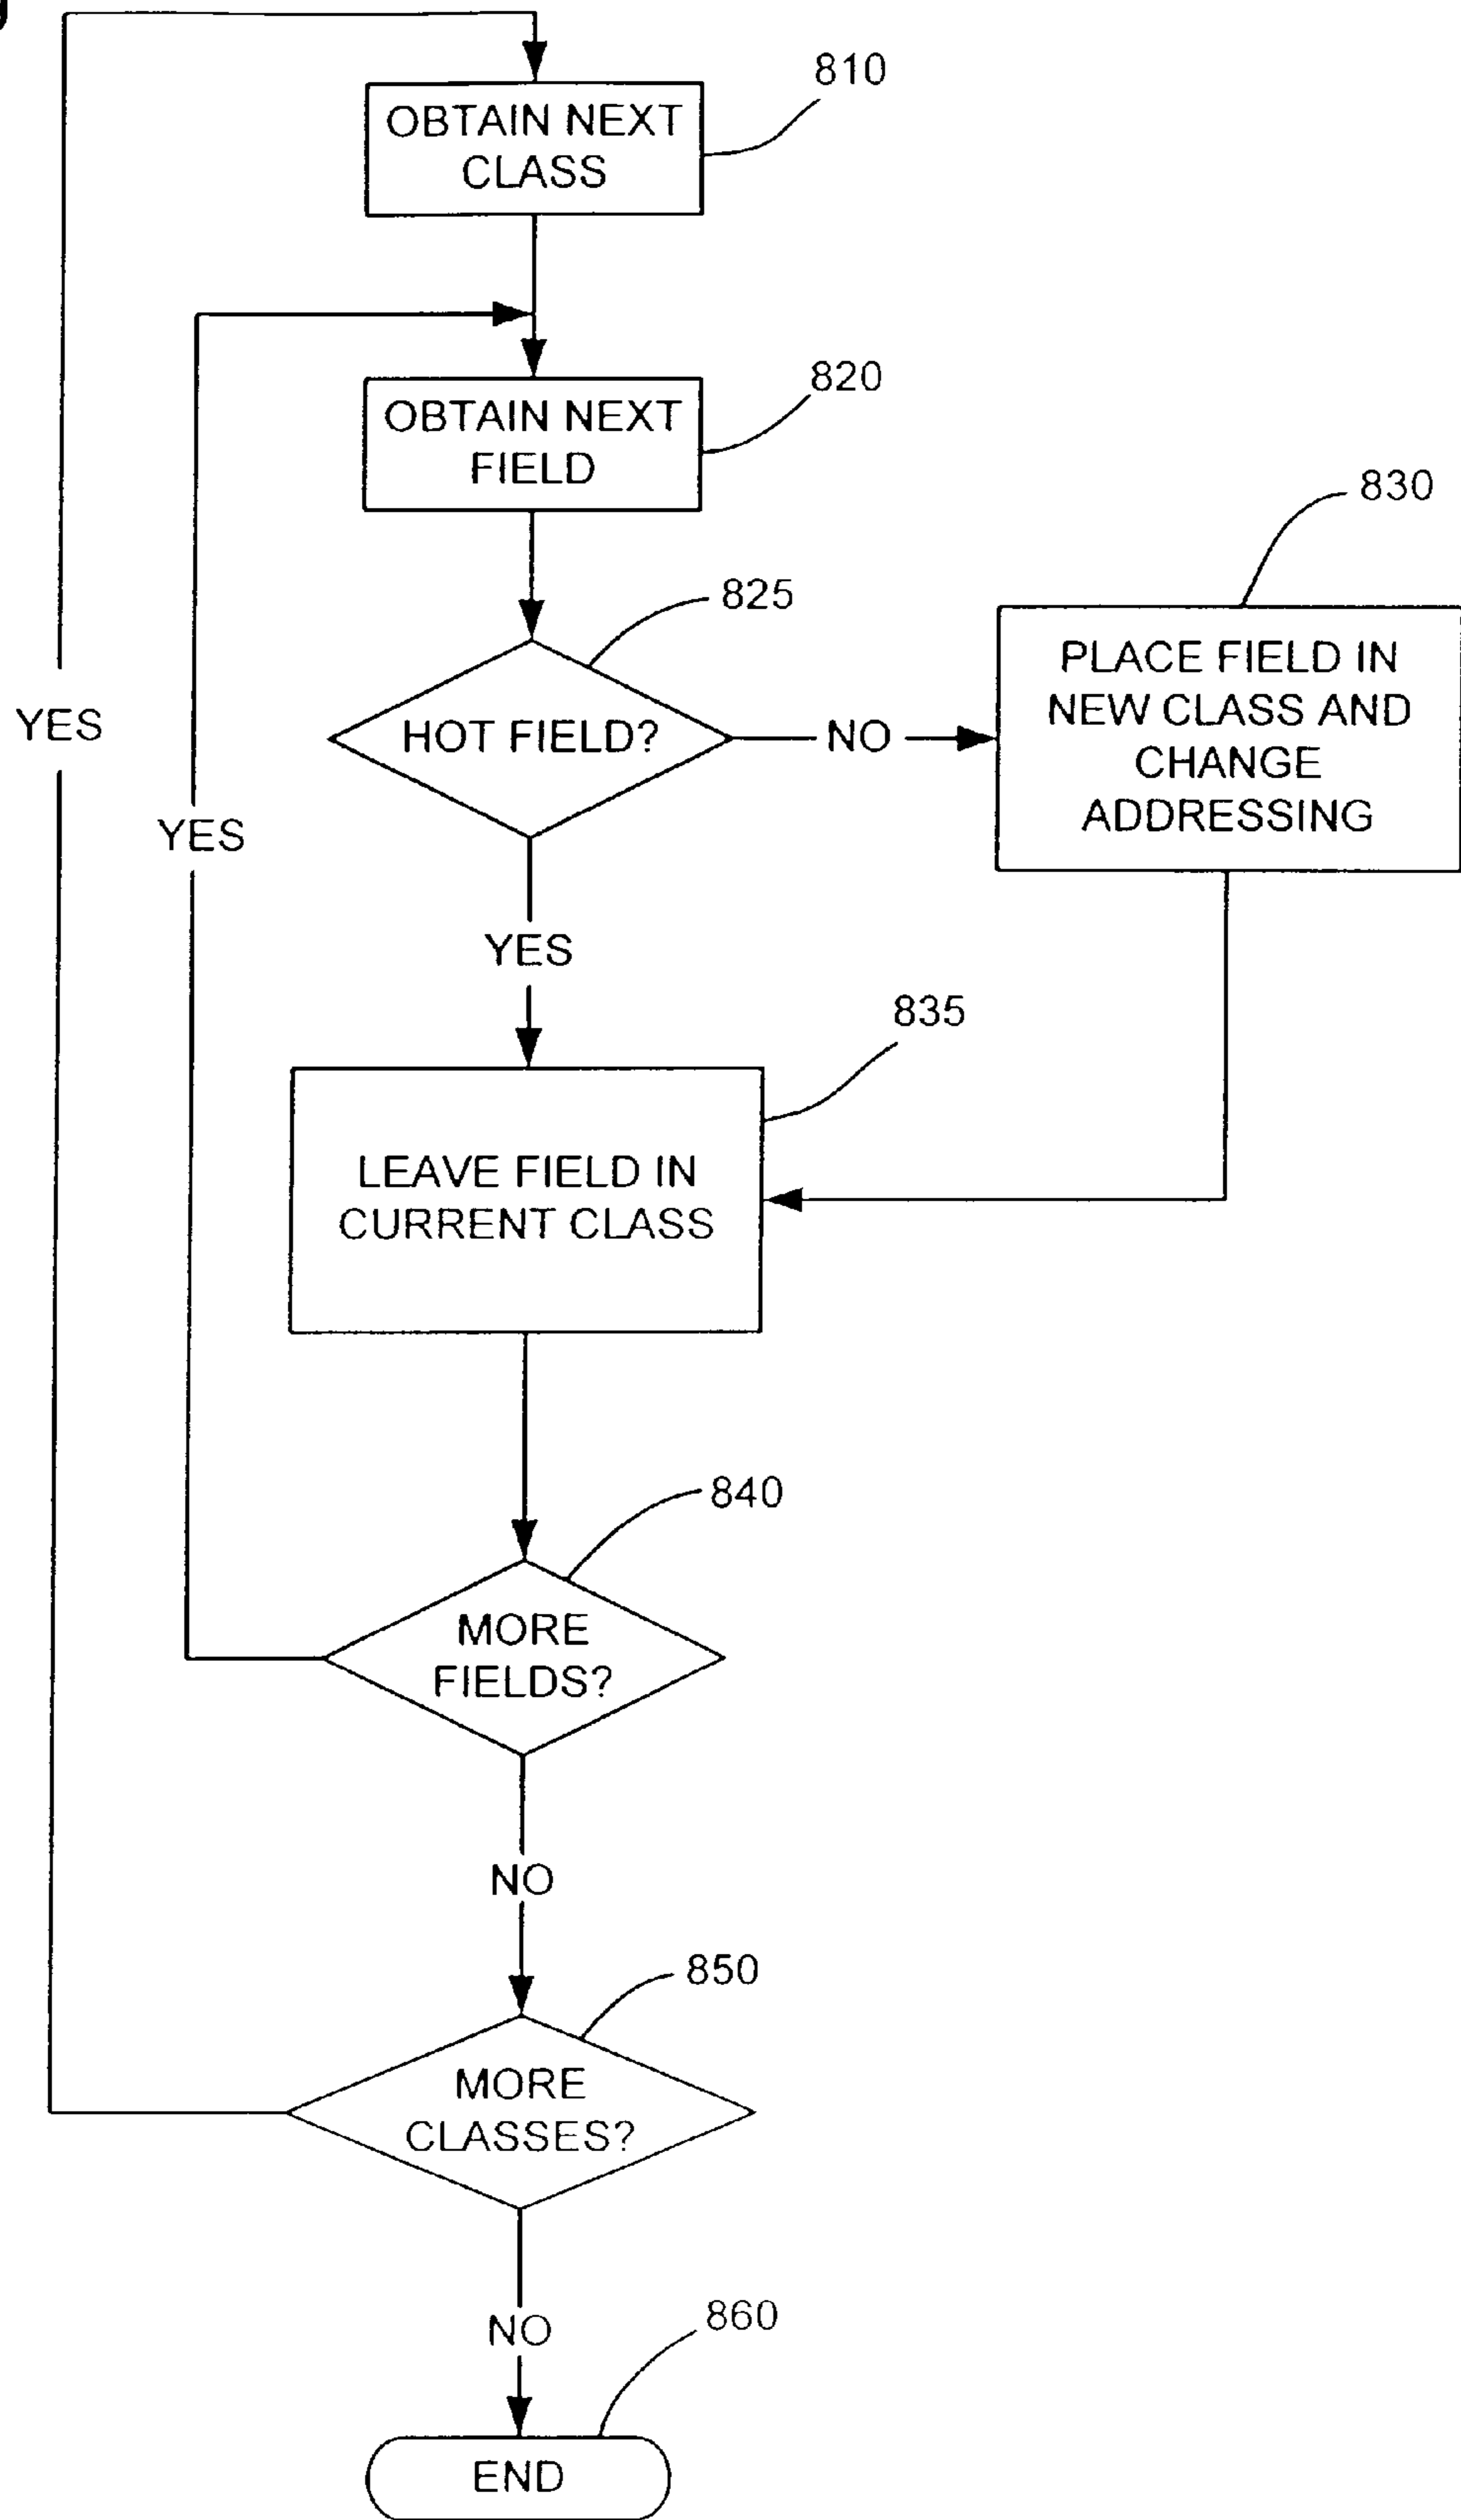 810
OBTAIN NEXT
CLASS
820
OBTAIN NEXT
FIELD
830
825
PLACE FIELD IN
NEW CLASS AND
CHANGE
ADDRESSING
HOT FIELD?
NO
YES
YES
YES
835
LEAVE FIELD IN
CURRENT CLASS
840
MORE
FIELDS?
NO
850
MORE
CLASSES?
NO
860
END